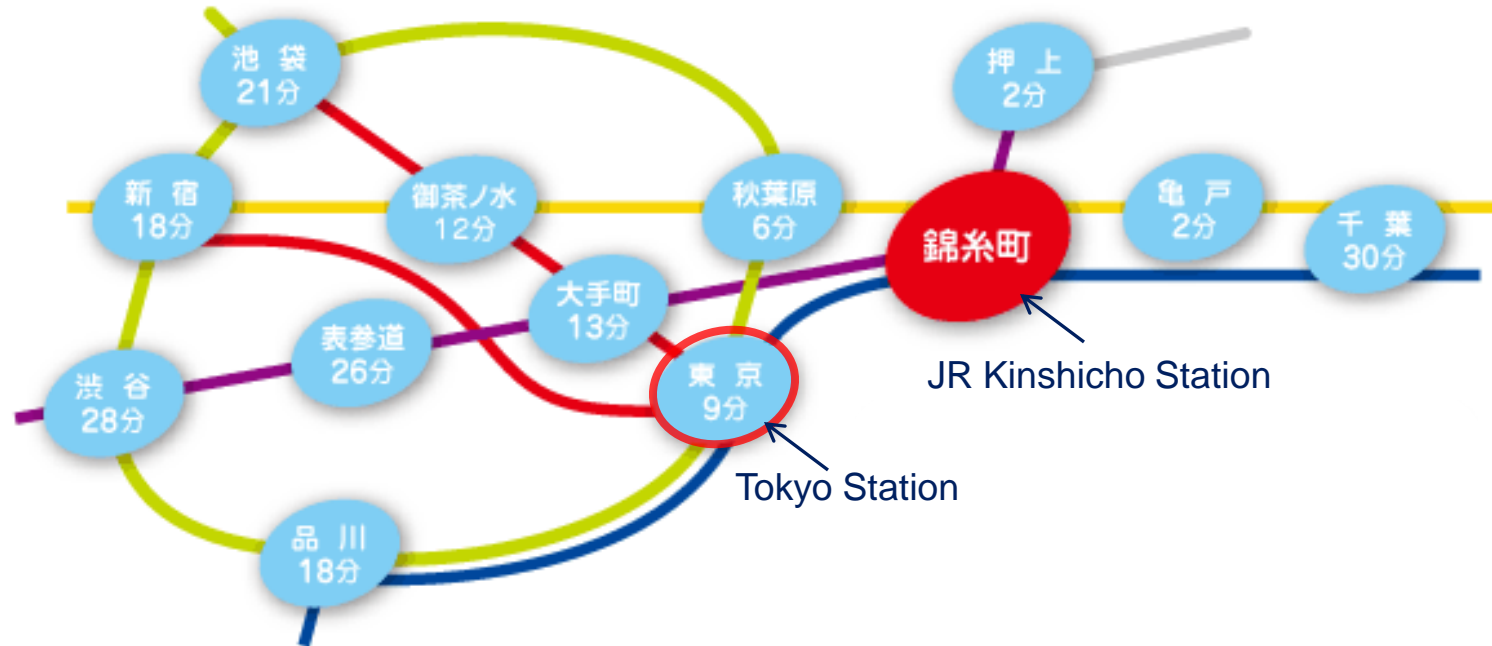 池袋
21分
押上
2分
新宿
18分
御茶ノ水
12分
秋葉原
6分
錦糸町
亀戸
2分
千葉
30分
大手町
13分
表参道
26分
渋谷
28分
東京
9分
JR Kinshicho Station
Tokyo Station
品川
18分